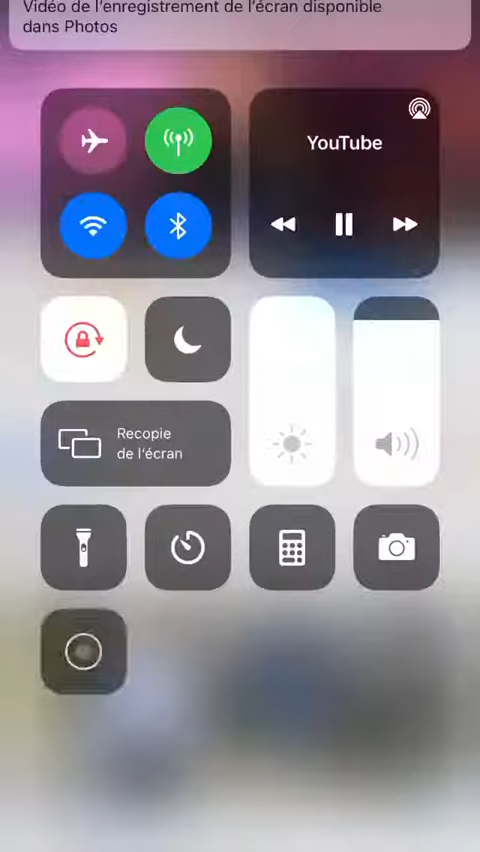 Vidéo de l'enregistrement de l'écran disponible
dans Photos
YouTube
Recopie
de l'écran